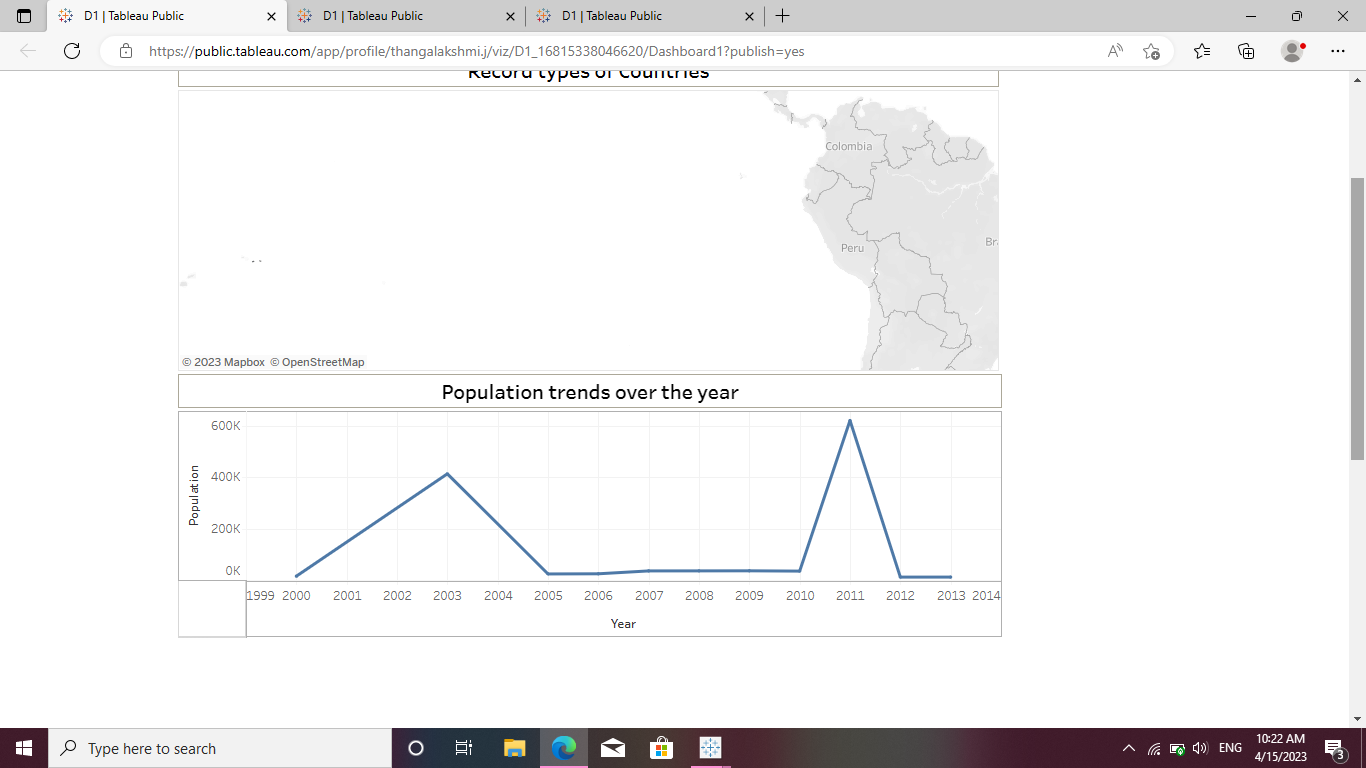 D1 | Tableau Public
D1 | Tableau Public
D1 | Tableau Public
https://public.tableau.com/app/profile/thangalakshmi.j/viz/D1_16815338046620/Dashboard1?publish=yes
Record types of Countries
Colombia
Peru
Br
© 2023 Mapbox © OpenStreetMap
Population trends over the year
600K
400K
200K
0K
Population
1999 2000 2001 2002 2003 2004 2005 2006 2007 2008 2009 2010 2011 2012 2013 2014
Year
Type here to search
ENG
10:22 AM
4/15/2023
3